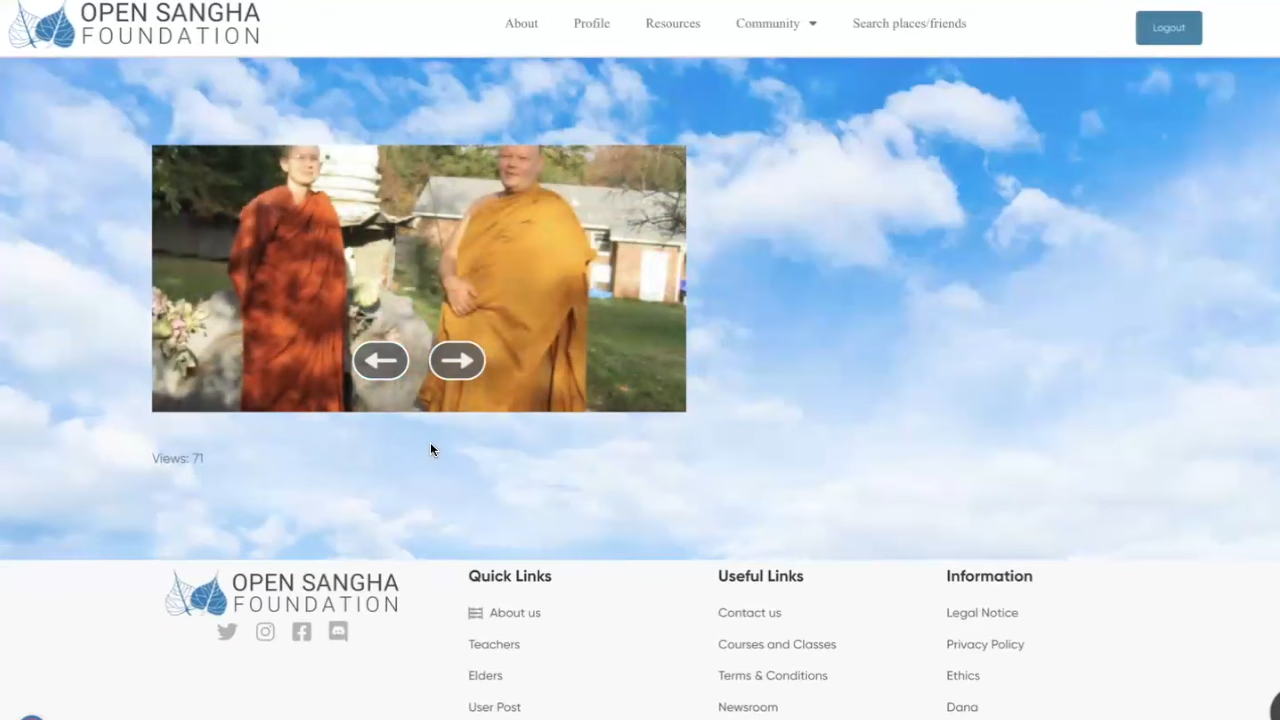 OPEN SANGHA
FOUNDATION
About Profile Resources Community Search places/friends
Logout
Views: 71
OPEN SANGHA
FOUNDATION
Quick Links
About us
Teachers
Elders
User Post
Useful Links
Contact us
Courses and Classes
Terms & Conditions
Newsroom
Information
Legal Notice
Privacy Policy
Ethics
Dana